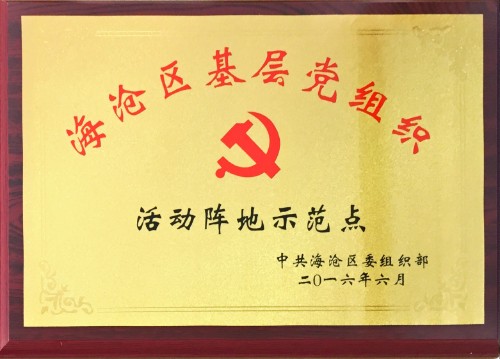 海沧区基层党组织
活动阵地示范点
中共海沧区委组织部
二〇一六年六月